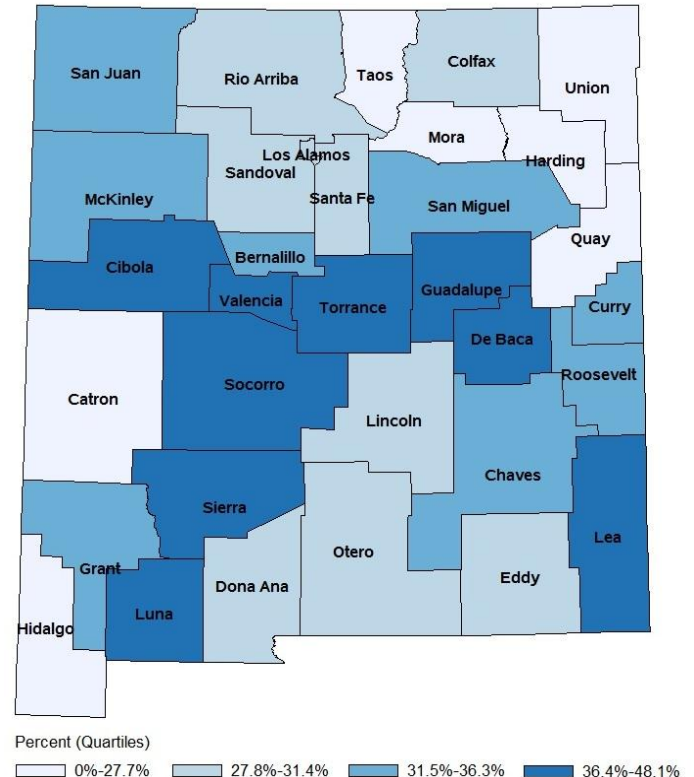 San Juan
Rio Arriba
Taos
Colfax
Union
Mora
Harding
Los Alamos
Sandoval
Santa Fe
McKinley
San Miguel
Quay
Bernalillo
Cibola
Guadalupe
Valencia
Torrance
Curry
De Baca
Roosevelt
Socorro
Catron
Lincoln
Chaves
Sierra
Lea
Otero
Grant
Eddy
Dona Ana
Luna
Hidalgo
Percent (Quartiles)
0%-27.7% 27.8%-31.4% 31.5%-36.3% 36.4%-48.1%